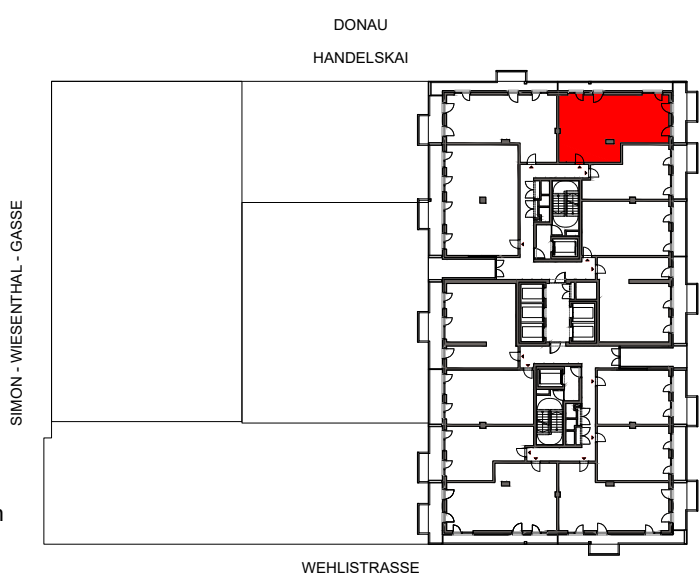 DONAU
HANDELSKAI
SIMON - WIESENTHAL - GASSE
WEHLISTRASSE